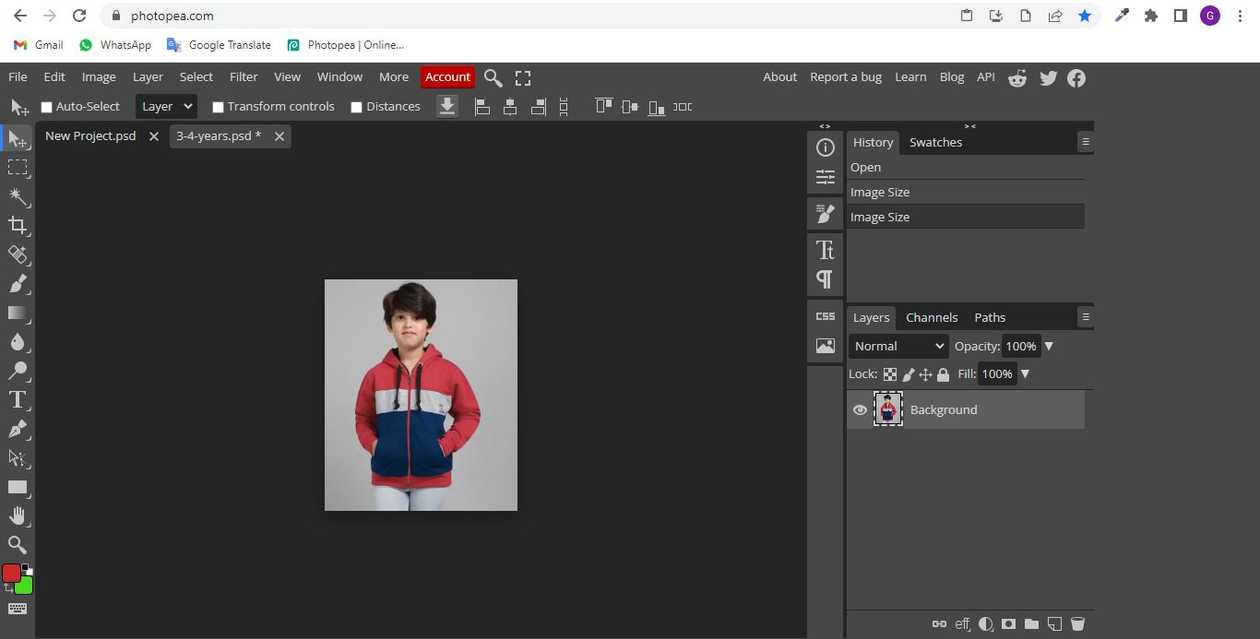 photopea.com
G
Gmail WhatsApp Google Translate Photopea | Online...
File Edit Image Layer Select Filter View Window More Account About Report a bug Learn Blog API
Auto-Select Layer Transform controls Distances
New Project.psd 3-4-years.psd *
History Swatches
Open
Image Size
Image Size
Tt
CSS
Layers Channels Paths
Normal Opacity: 100%
Lock: Fill: 100%
Background
T
eff